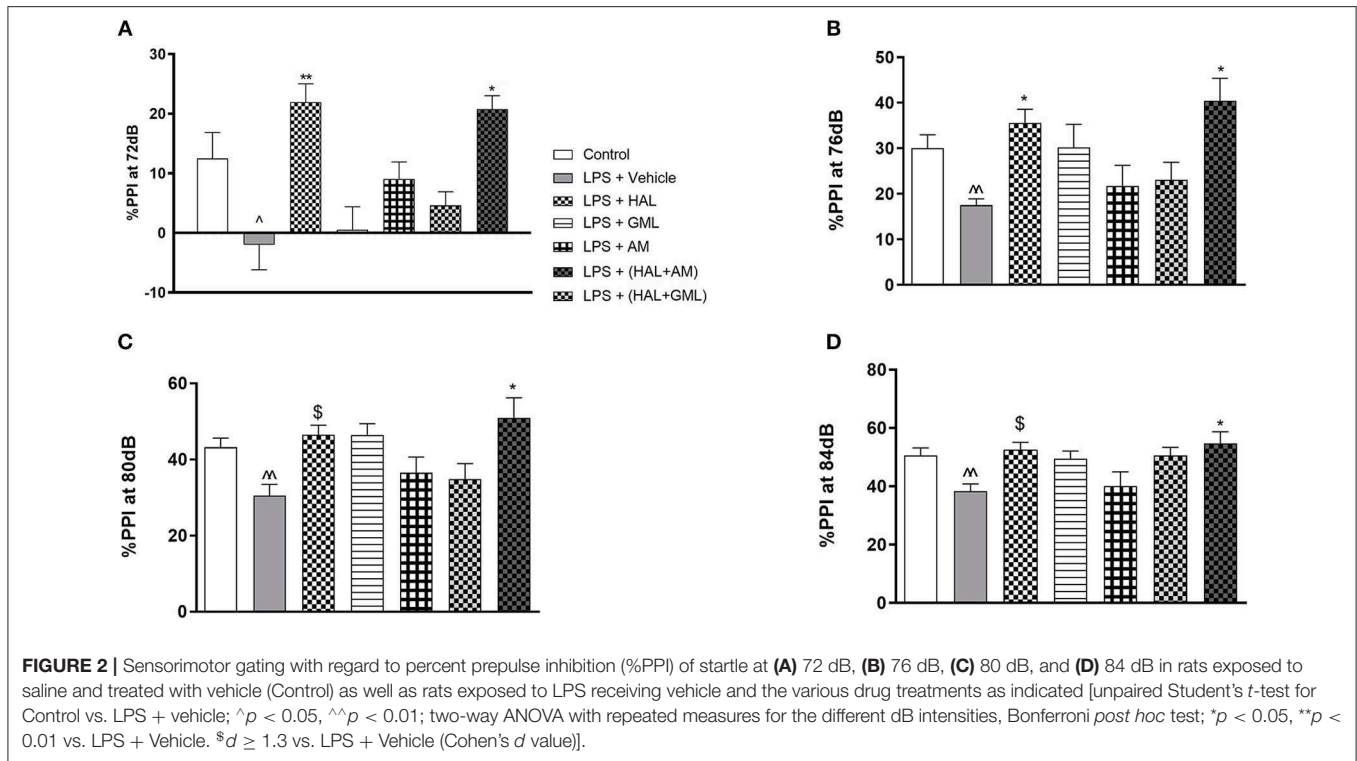 A
30
20
10
0
-10
%PPI at 72dB
**
*
^
Control
LPS + Vehicle
LPS + HAL
LPS + GML
LPS + AM
LPS + (HAL+AM)
LPS + (HAL+GML)
B
50
40
30
20
10
0
%PPI at 76dB
^^
*
*
C
60
40
20
0
%PPI at 80dB
^^
$
*
D
80
60
40
20
0
%PPI at 84dB
^^
$
*
FIGURE 2 | Sensorimotor gating with regard to percent prepulse inhibition (%PPI) of startle at (A) 72 dB, (B) 76 dB, (C) 80 dB, and (D) 84 dB in rats exposed to
saline and treated with vehicle (Control) as well as rats exposed to LPS receiving vehicle and the various drug treatments as indicated [unpaired Student's t-test for
Control vs. LPS + vehicle; ^p < 0.05, ^^p < 0.01; two-way ANOVA with repeated measures for the different dB intensities, Bonferroni post hoc test; *p < 0.05, **p <
0.01 vs. LPS + Vehicle. $d ≥ 1.3 vs. LPS + Vehicle (Cohen's d value)].